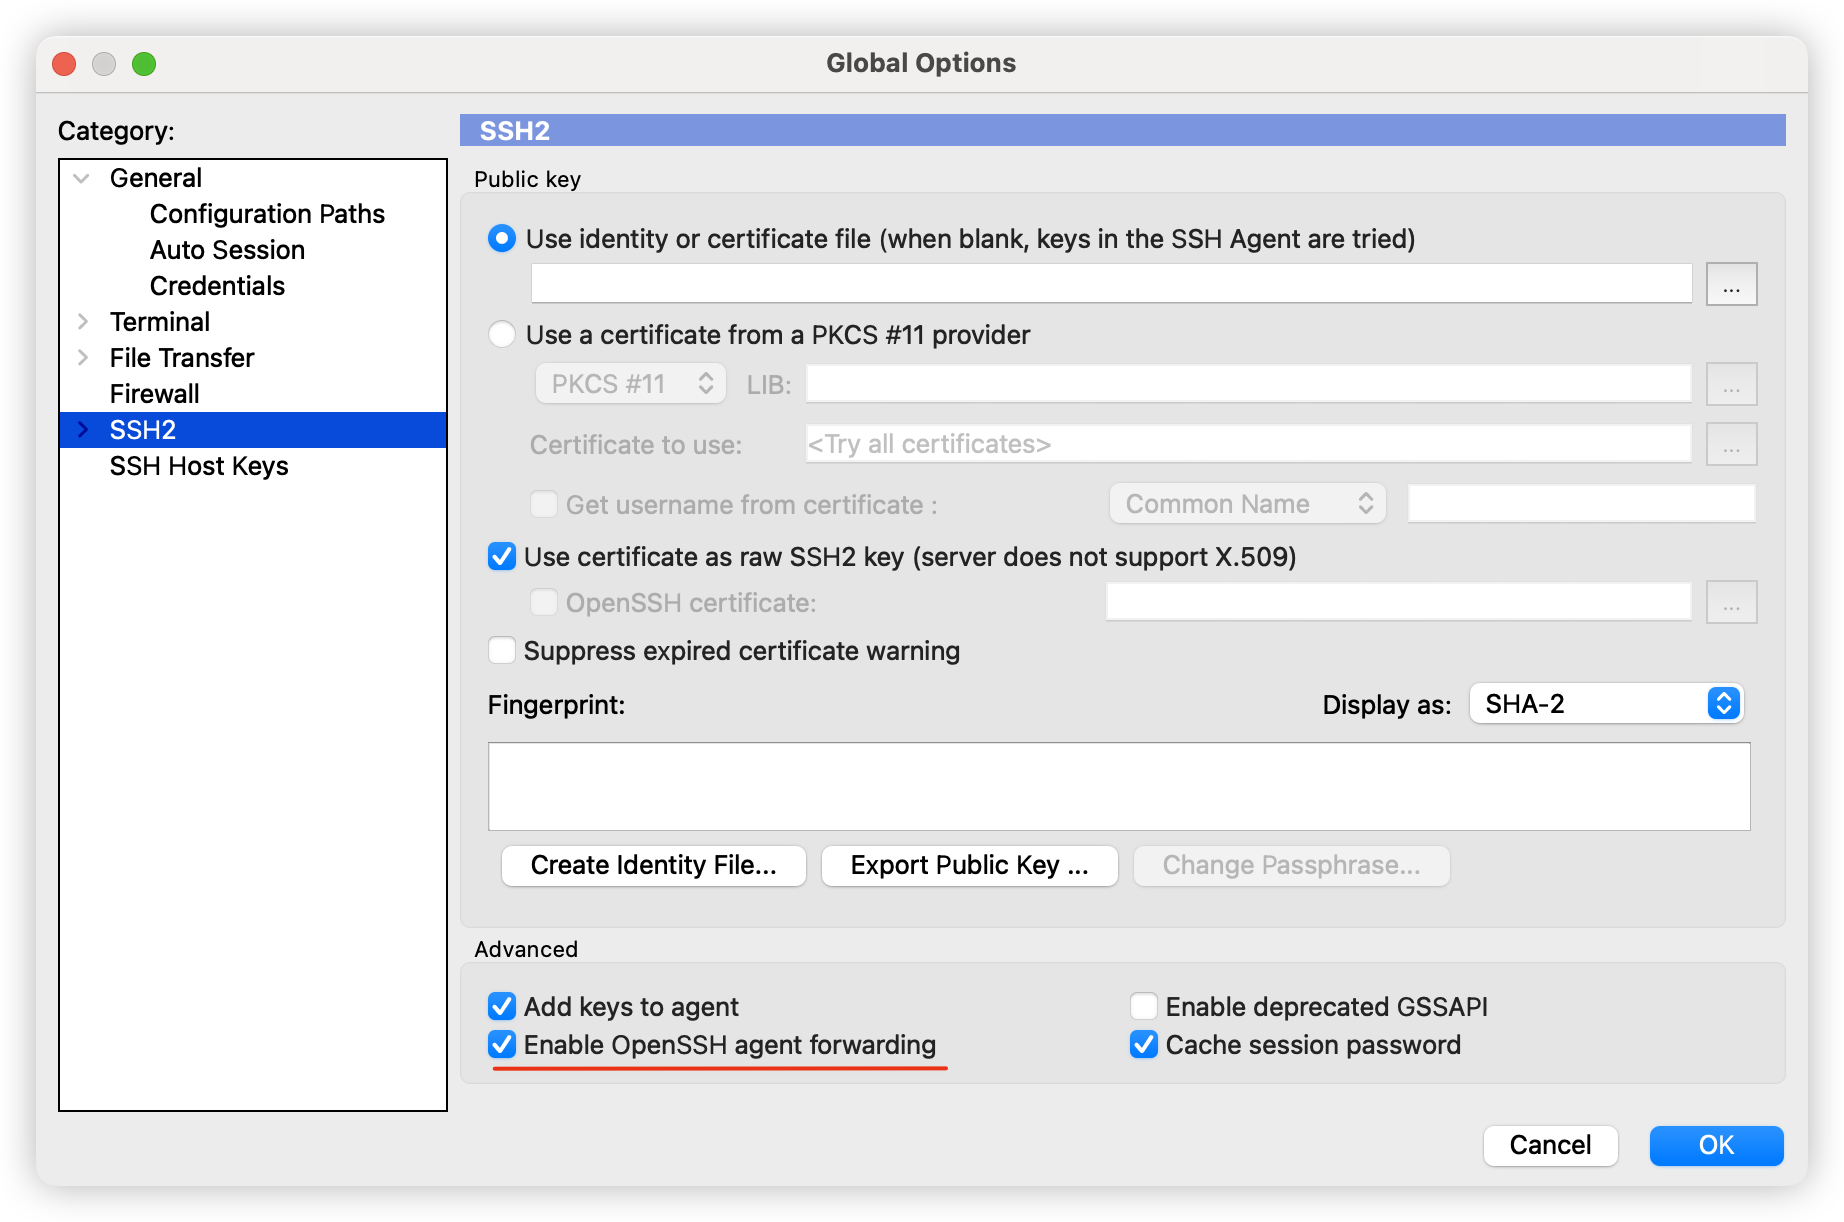 Global Options
Category:
General
Configuration Paths
Auto Session
Credentials
Terminal
File Transfer
Firewall
SSH2
SSH Host Keys
SSH2
Public key
Use identity or certificate file (when blank, keys in the SSH Agent are tried)
...
Use a certificate from a PKCS #11 provider
PKCS #11 LIB: ...
Certificate to use: <Try all certificates> ...
Get username from certificate : Common Name
Use certificate as raw SSH2 key (server does not support X.509)
OpenSSH certificate: ...
Suppress expired certificate warning
Fingerprint: Display as: SHA-2
Create Identity File... Export Public Key ... Change Passphrase...
Advanced
Add keys to agent Enable deprecated GSSAPI
Enable OpenSSH agent forwarding Cache session password
Cancel OK